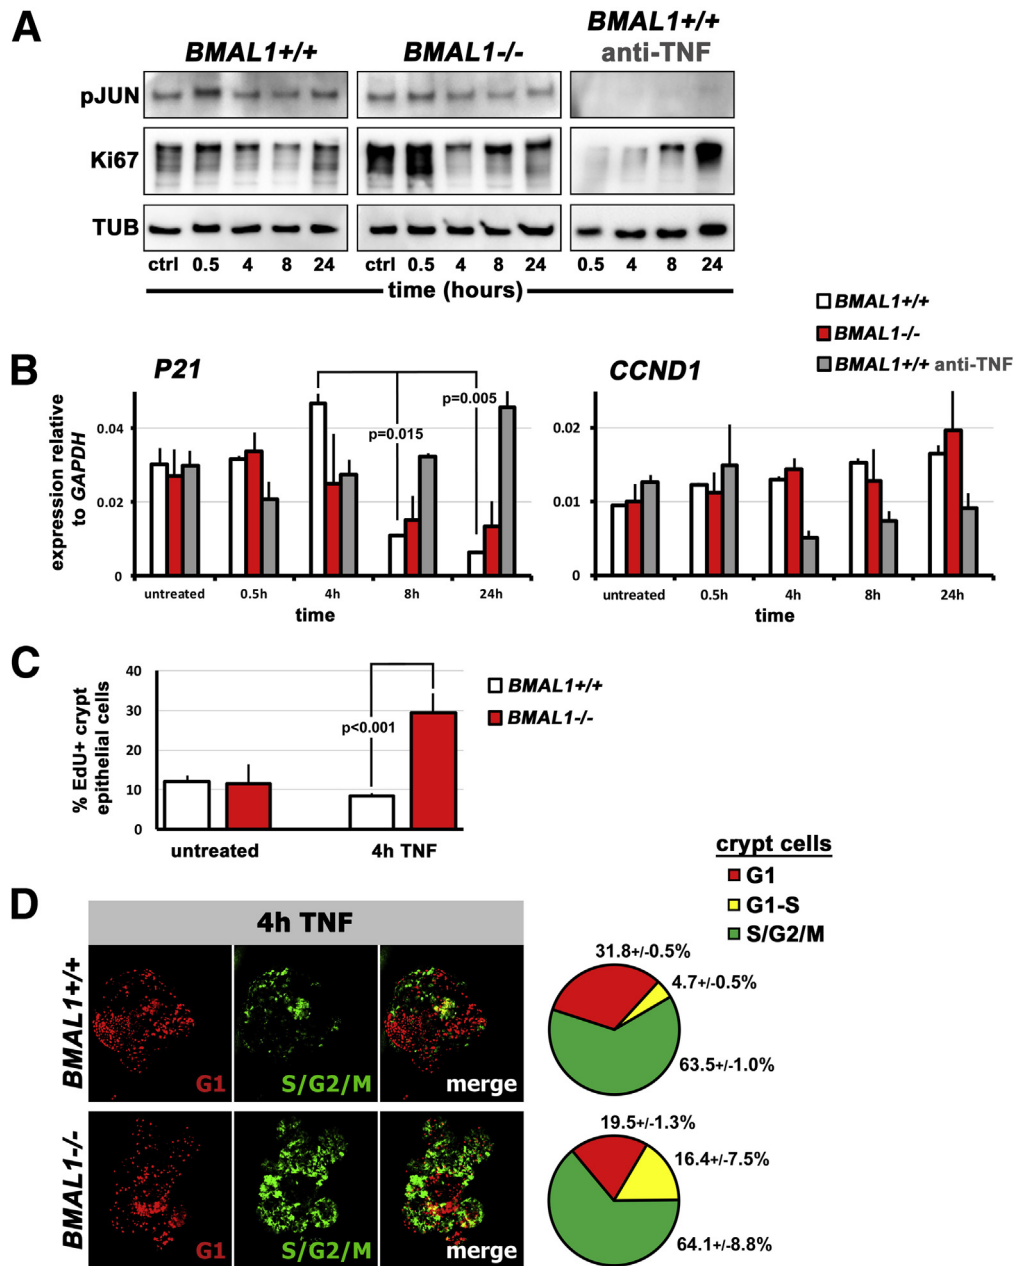 A
BMAL1+/+
BMAL1-/-
BMAL1+/+
anti-TNF
pJUN
Ki67
TUB
ctrl 0.5 4 8 24
ctrl 0.5 4 8 24
0.5 4 8 24
time (hours)
BMAL1+/+
BMAL1-/-
BMAL1+/+ anti-TNF
B
P21
expression relative
to GAPDH
0.04
0.02
0
p=0.015
p=0.005
untreated 0.5h 4h 8h 24h
time
CCND1
0.02
0.01
0
untreated 0.5h 4h 8h 24h
time
C
% EdU+ crypt
epithelial cells
40
30
20
10
0
p<0.001
untreated 4h TNF
BMAL1+/+
BMAL1-/-
crypt cells
G1
G1-S
S/G2/M
D
4h TNF
BMAL1+/+
G1 S/G2/M merge
31.8+/-0.5%
4.7+/-0.5%
63.5+/-1.0%
BMAL1-/-
G1 S/G2/M merge
19.5+/-1.3%
16.4+/-7.5%
64.1+/-8.8%